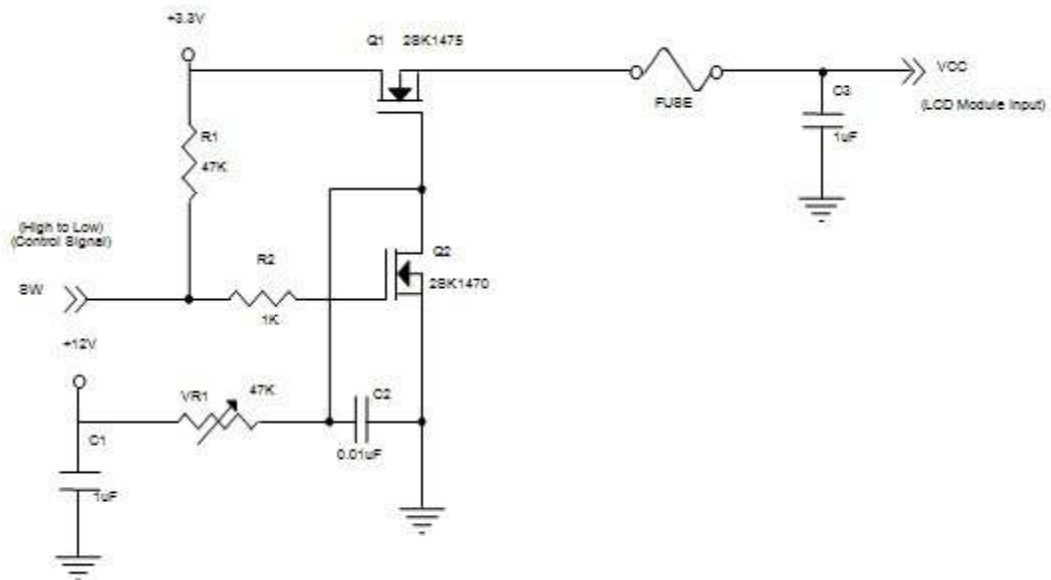 +3.3V
Q1
2SK1475
VCC
FUSE
C3
(LCD Module Input)
R1
1uF
47K
(High to Low)
(Control Signal)
Q2
R2
2SK1470
SW
1K
+12V
47K
VR1
C2
C1
0.01uF
1uF